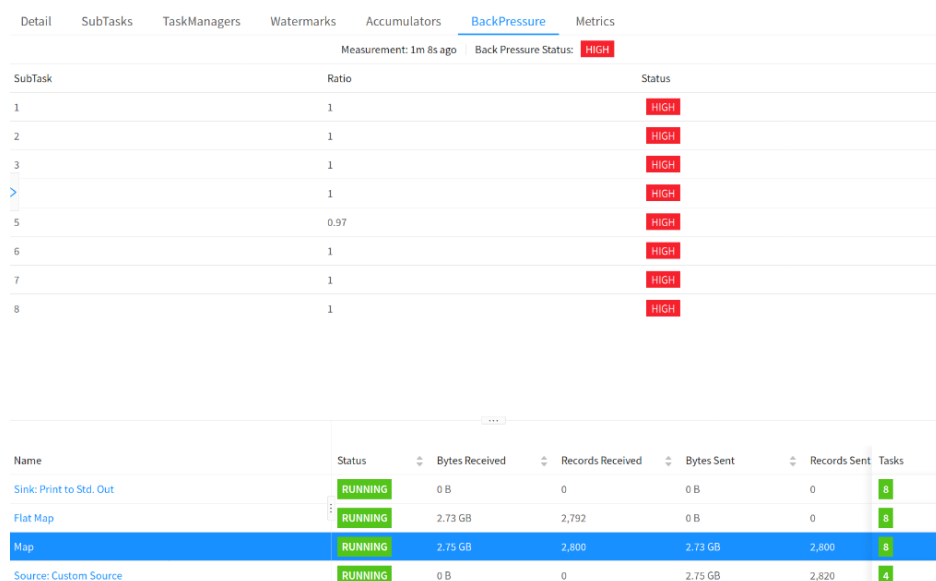 Detail SubTasks TaskManagers Watermarks Accumulators BackPressure Metrics
Measurement: 1m 8s ago Back Pressure Status: HIGH
SubTask Ratio Status
1 1 HIGH
2 1 HIGH
3 1 HIGH
1 HIGH
5 0.97 HIGH
6 1 HIGH
7 1 HIGH
8 1 HIGH
Name Status Bytes Received Records Received Bytes Sent Records Sent Tasks
Sink: Print to Std. Out RUNNING 0 B 0 0 B 0 8
Flat Map RUNNING 2.73 GB 2,792 0 B 0 8
Map RUNNING 2.75 GB 2,800 2.73 GB 2,800 8
Source: Custom Source RUNNING 0 B 0 2.75 GB 2,820 4